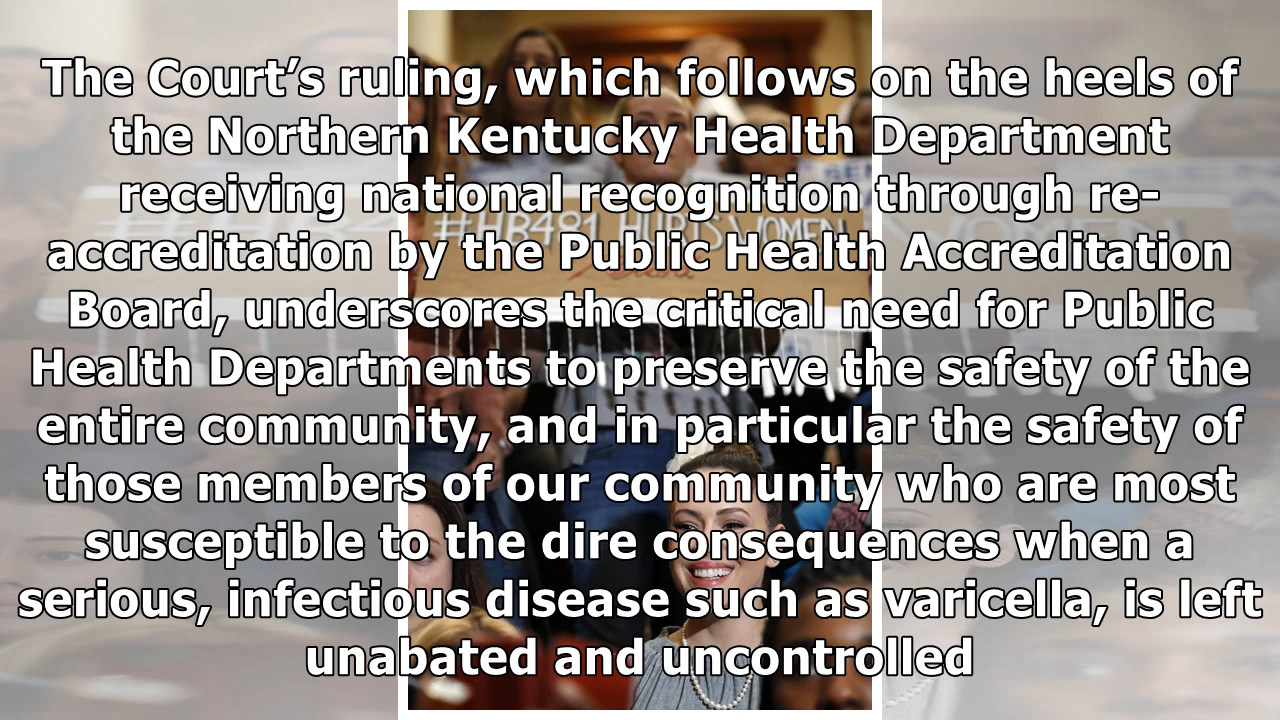 The Court’s ruling, which follows on the heels of
the Northern Kentucky Health Department
receiving national recognition through re-
accreditation by the Public Health Accreditation
Board, underscores the critical need for Public
Health Departments to preserve the safety of the
entire community, and in particular the safety of
those members of our community who are most
susceptible to the dire consequences when a
serious, infectious disease such as varicella, is left
unabated and uncontrolled
#HB481 HURTS WOMEN